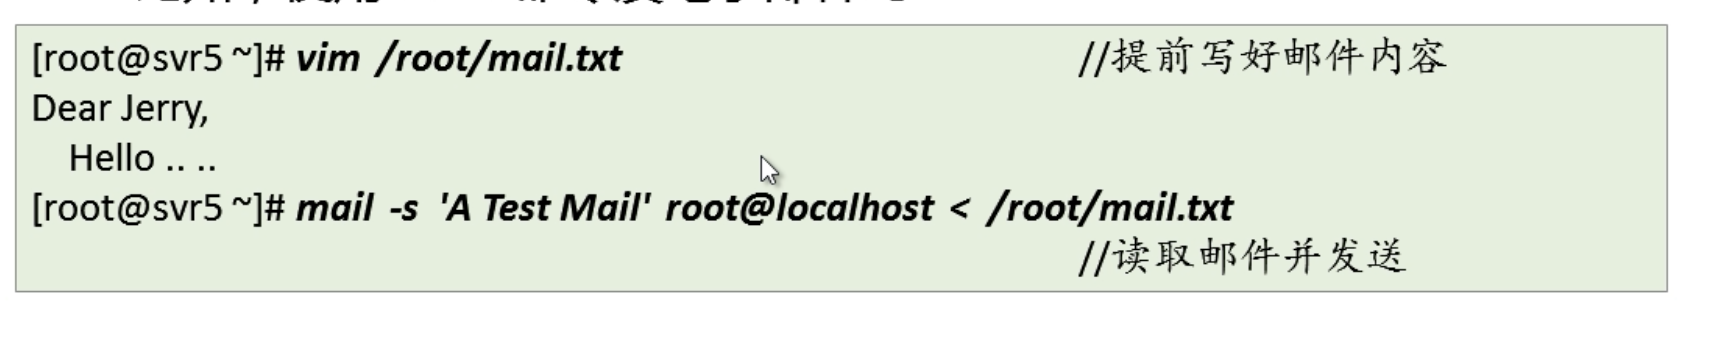 [root@svr5 ~]# vim /root/mail.txt //提前写好邮件内容
Dear Jerry,
Hello .. ..
[root@svr5 ~]# mail -s 'A Test Mail' root@localhost < /root/mail.txt
//读取邮件并发送